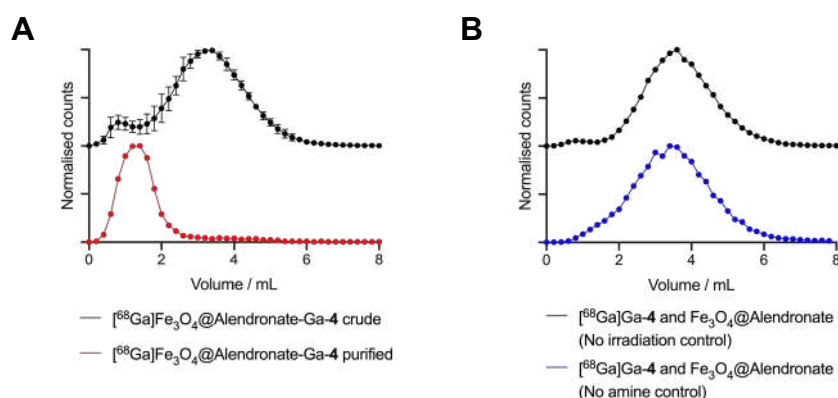 A
Normalised counts
0
2
4
6
8
Volume / mL
[⁶⁸Ga]Fe₃O₄@Alendronate-Ga-4 crude
[⁶⁸Ga]Fe₃O₄@Alendronate-Ga-4 purified
B
Normalised counts
0
2
4
6
8
Volume / mL
[⁶⁸Ga]Ga-4 and Fe₃O₄@Alendronate
(No irradiation control)
[⁶⁸Ga]Ga-4 and Fe₃O₄@Alendronate
(No amine control)